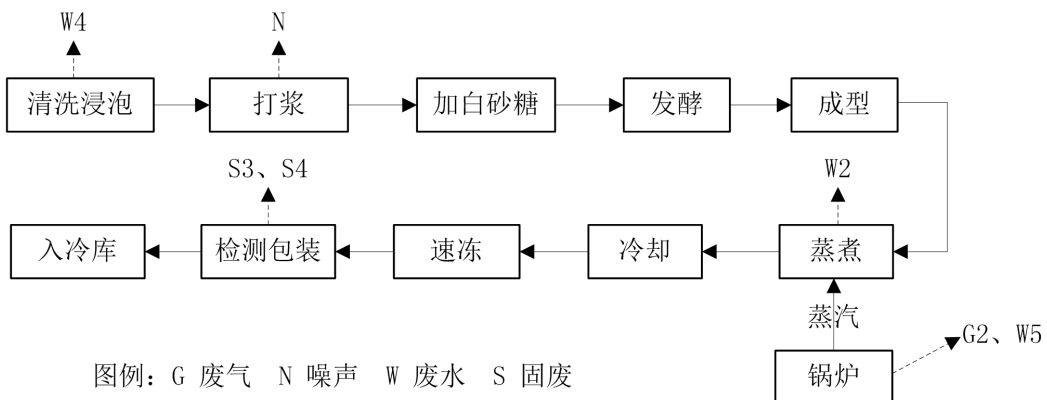 W4
N
清洗浸泡
打浆
加白砂糖
发酵
成型
S3、S4
W2
入冷库
检测包装
速冻
冷却
蒸煮
蒸汽
G2、W5
锅炉
图例：G 废气 N 噪声 W 废水 S 固废